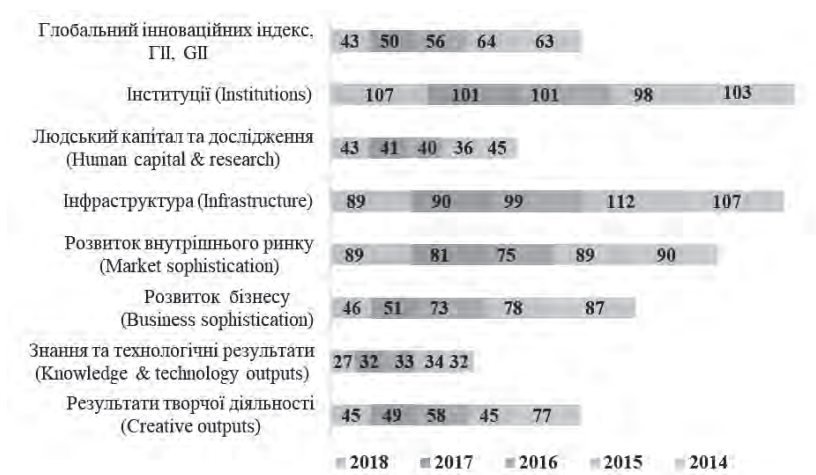 Глобальний інноваційних індекс,
ГІІ, GII
43 50 56 64 63
Інституції (Institutions)
107 101 101 98 103
Людський капітал та дослідження
(Human capital & research)
43 41 40 36 45
Інфраструктура (Infrastructure)
89 90 99 112 107
Розвиток внутрішнього ринку
(Market sophistication)
89 81 75 89 90
Розвиток бізнесу
(Business sophistication)
46 51 73 78 87
Знання та технологічні результати
(Knowledge & technology outputs)
27 32 33 34 32
Результати творчої діяльності
(Creative outputs)
45 49 58 45 77
2018 2017 2016 2015 2014